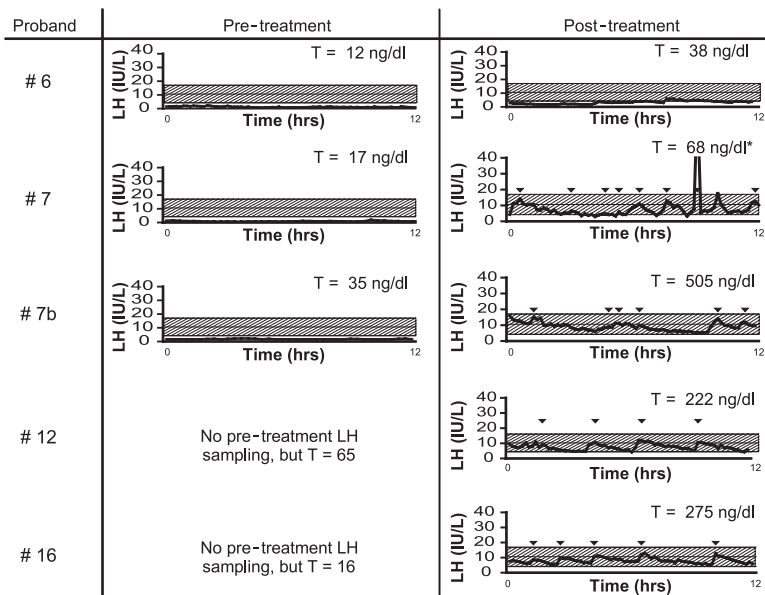 Proband Pre-treatment Post-treatment
# 6
T = 12 ng/dl
40
30
20
10
0
LH (IU/L)
0 Time (hrs) 12
T = 38 ng/dl
40
30
20
10
0
LH (IU/L)
0 Time (hrs) 12
# 7
T = 17 ng/dl
40
30
20
10
0
LH (IU/L)
0 Time (hrs) 12
T = 68 ng/dl*
40
30
20
10
0
LH (IU/L)
0 Time (hrs) 12
# 7b
T = 35 ng/dl
40
30
20
10
0
LH (IU/L)
0 Time (hrs) 12
T = 505 ng/dl
40
30
20
10
0
LH (IU/L)
0 Time (hrs) 12
# 12
No pre-treatment LH
sampling, but T = 65
T = 222 ng/dl
40
30
20
10
0
LH (IU/L)
0 Time (hrs) 12
# 16
No pre-treatment LH
sampling, but T = 16
T = 275 ng/dl
40
30
20
10
0
LH (IU/L)
0 Time (hrs) 12